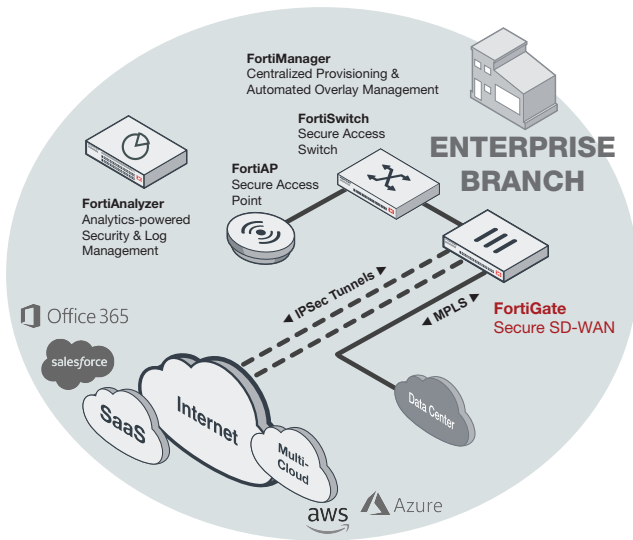 FortiManager
Centralized Provisioning &
Automated Overlay Management
FortiSwitch
Secure Access
Switch
ENTERPRISE
BRANCH
FortiAP
Secure Access
Point
FortiAnalyzer
Analytics-powered
Security & Log
Management
IPSec Tunnels
MPLS
FortiGate
Secure SD-WAN
Office 365
salesforce
SaaS
Internet
Multi-
Cloud
Data Center
aws
Azure